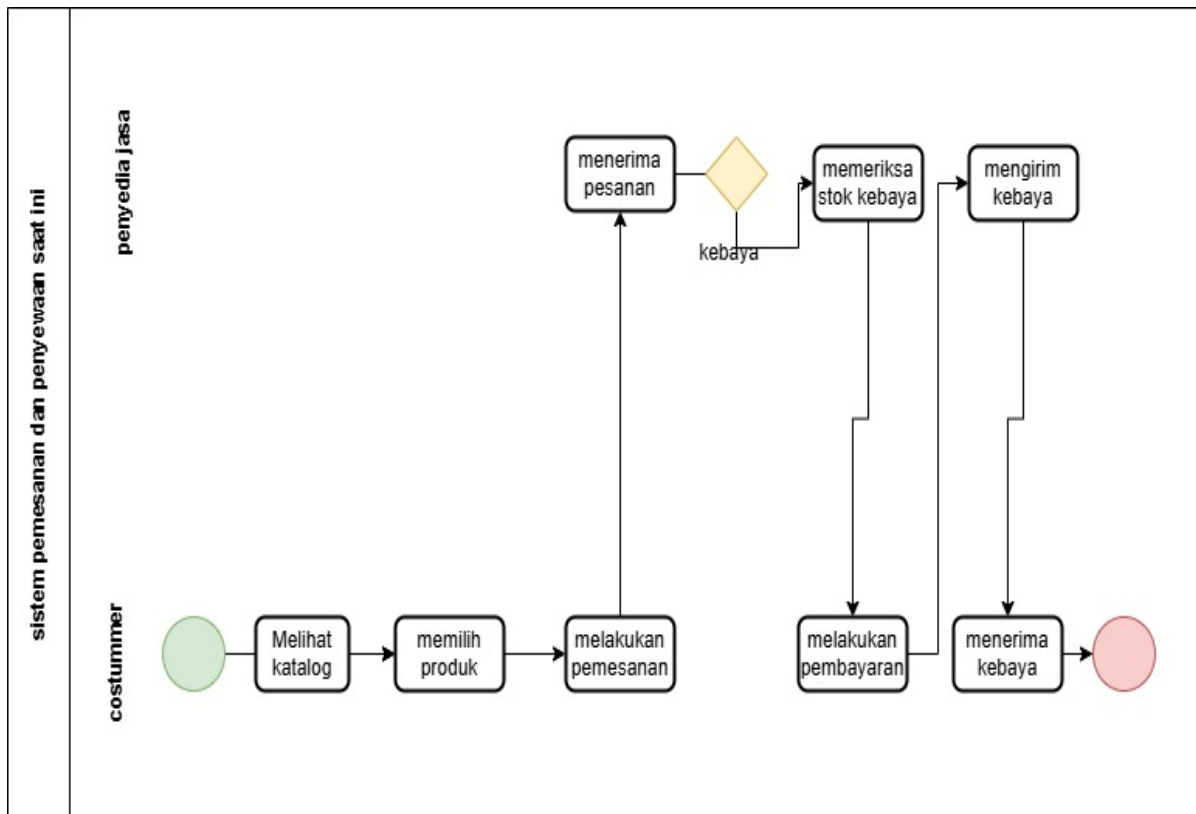 sistem pemesanan dan penyewaan saat ini
penyedia jasa
menerima
pesanan
kebaya
memeriksa
stok kebaya
mengirim
kebaya
costummer
Melihat
katalog
memilih
produk
melakukan
pemesanan
melakukan
pembayaran
menerima
kebaya